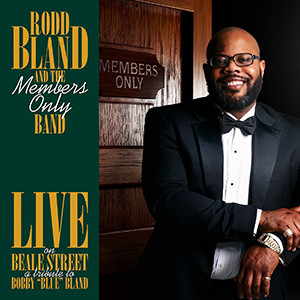 RODD
BLAND
AND THE
Members
Only
BAND
MEMBERS
ONLY
LIVE
on
BEALE STREET
a tribute to
BOBBY "BLUE" BLAND